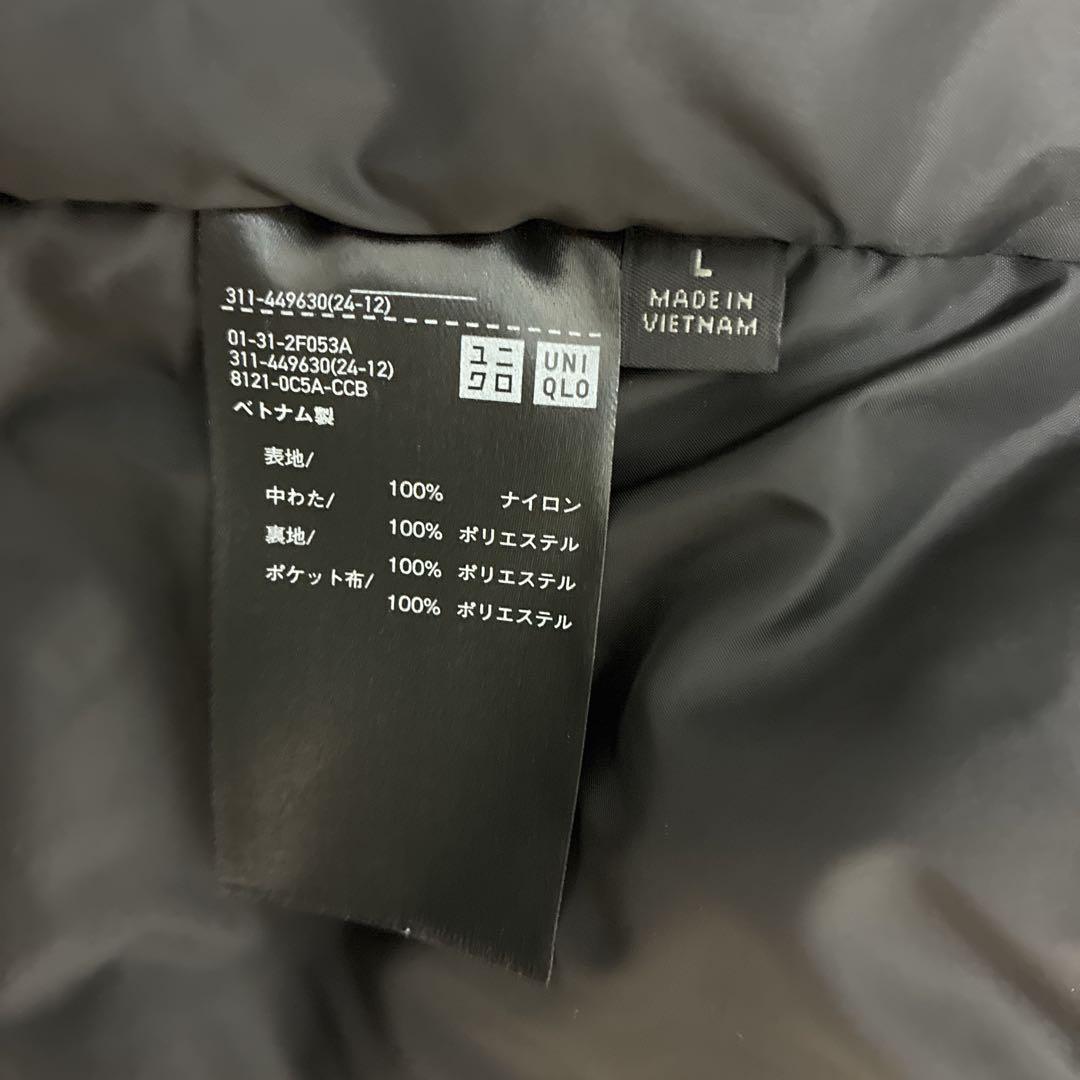 311-449630(24-12)
01-31-2F053A
311-449630(24-12)
8121-0C5A-CCB
ベトナム製
ユニ
クロ
UNI
QLO
表地/
100% ナイロン
中わた/
100% ポリエステル
裏地/
100% ポリエステル
ポケット布/
100% ポリエステル
L
MADE IN
VIETNAM